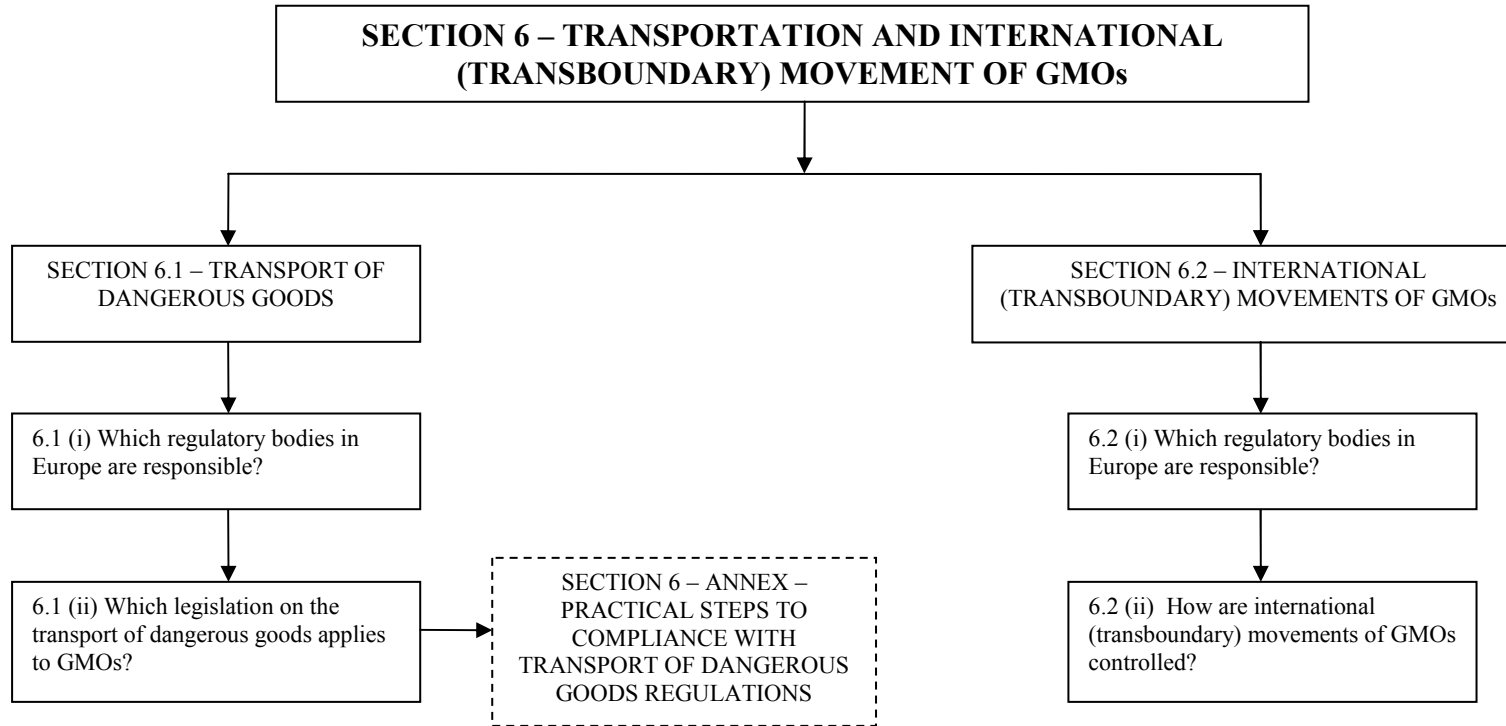 SECTION 6 – TRANSPORTATION AND INTERNATIONAL
(TRANSBOUNDARY) MOVEMENT OF GMOs
SECTION 6.1 – TRANSPORT OF
DANGEROUS GOODS
SECTION 6.2 – INTERNATIONAL
(TRANSBOUNDARY) MOVEMENTS OF GMOs
6.1 (i) Which regulatory bodies in
Europe are responsible?
6.2 (i) Which regulatory bodies in
Europe are responsible?
6.1 (ii) Which legislation on the
transport of dangerous goods applies
to GMOs?
SECTION 6 – ANNEX –
PRACTICAL STEPS TO
COMPLIANCE WITH
TRANSPORT OF DANGEROUS
GOODS REGULATIONS
6.2 (ii)  How are international
(transboundary) movements of GMOs
controlled?